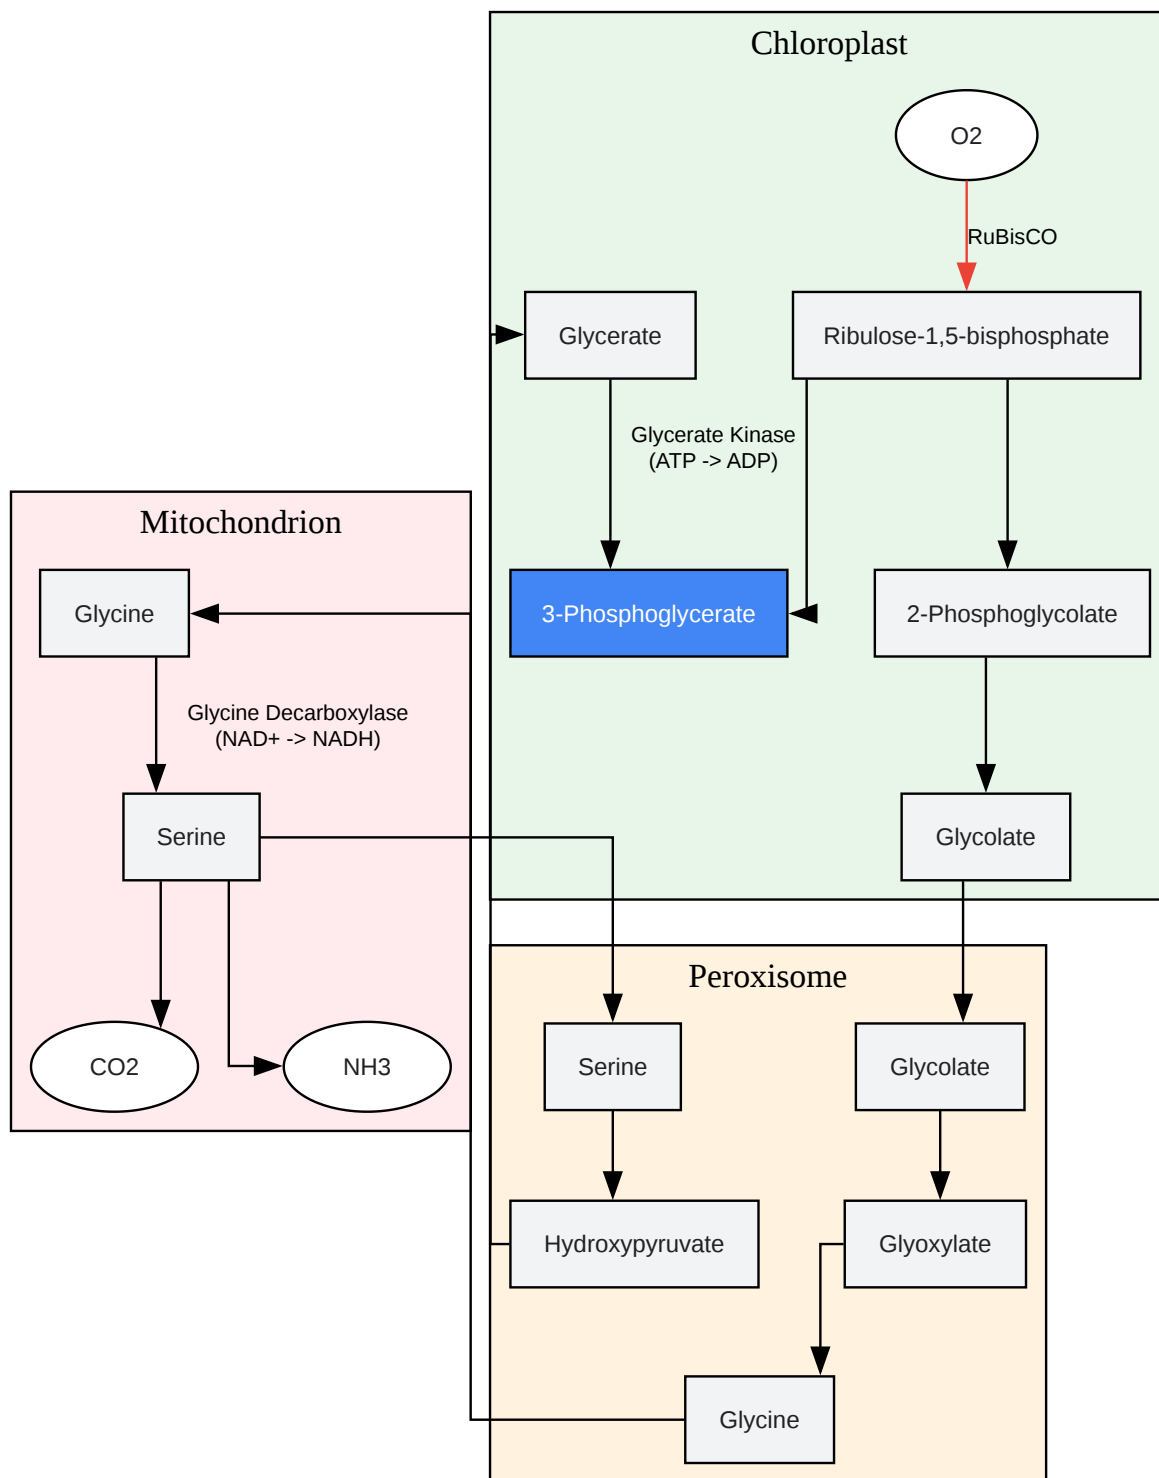 Chloroplast
O2
RuBisCO
Glycerate
Ribulose-1,5-bisphosphate
Glycerate Kinase
(ATP -> ADP)
Mitochondrion
Glycine
3-Phosphoglycerate
2-Phosphoglycolate
Glycine Decarboxylase
(NAD+ -> NADH)
Serine
Glycolate
Peroxisome
CO2
NH3
Serine
Glycolate
Hydroxypyruvate
Glyoxylate
Glycine